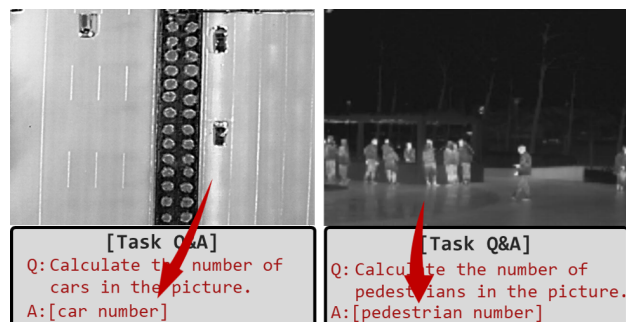 [Task Q&A]
Q: Calculate the number of
cars in the picture.
A:[car number]
[Task Q&A]
Q: Calculate the number of
pedestrians in the picture.
A:[pedestrian number]